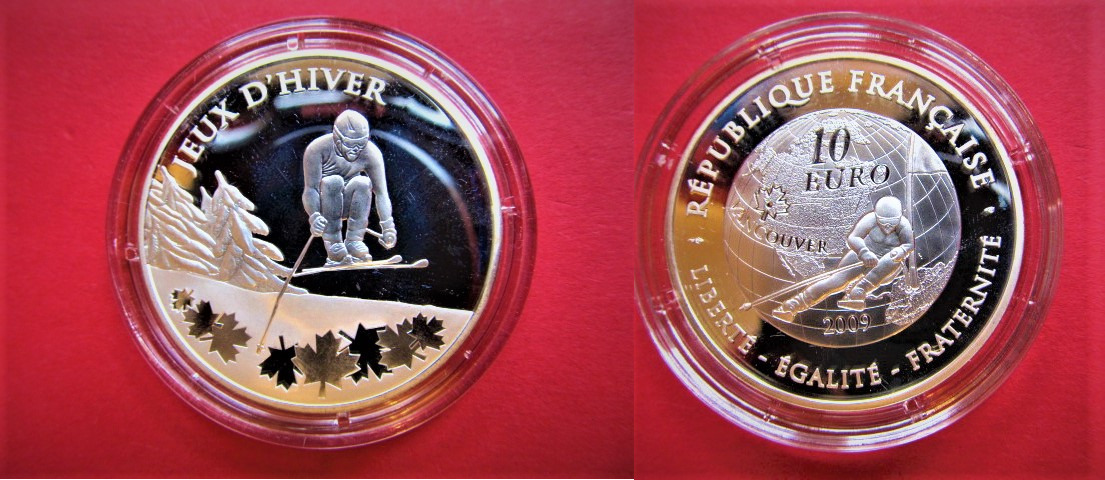 JEUX D'HIVER
RÉPUBLIQUE FRANÇAISE
10
EURO
VANCOUVER
2009
LIBERTÉ - ÉGALITÉ - FRATERNITÉ